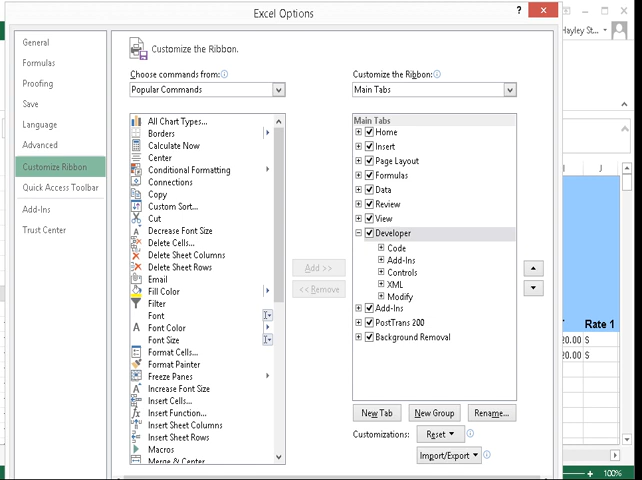 Excel Options
?
Hayley St...
General
Formulas
Proofing
Save
Language
Advanced
Customize Ribbon
Quick Access Toolbar
Add-Ins
Trust Center
Customize the Ribbon.
Choose commands from:
Popular Commands
All Chart Types...
Borders
Calculate Now
Center
Conditional Formatting
Connections
Copy
Custom Sort...
Cut
Decrease Font Size
Delete Cells...
Delete Sheet Columns
Delete Sheet Rows
Email
Fill Color
Filter
Font
Font Color
Font Size
Format Cells...
Format Painter
Freeze Panes
Increase Font Size
Insert Cells...
Insert Function...
Insert Sheet Columns
Insert Sheet Rows
Macros
Merge & Center
Add >>
<< Remove
Customize the Ribbon:
Main Tabs
Main Tabs
Home
Insert
Page Layout
Formulas
Data
Review
View
Developer
Code
Add-Ins
Controls
XML
Modify
Add-Ins
PostTrans 200
Background Removal
New Tab
New Group
Rename...
Customizations:
Reset
Import/Export
J
Rate 1
20.00 $
20.00 $
100%